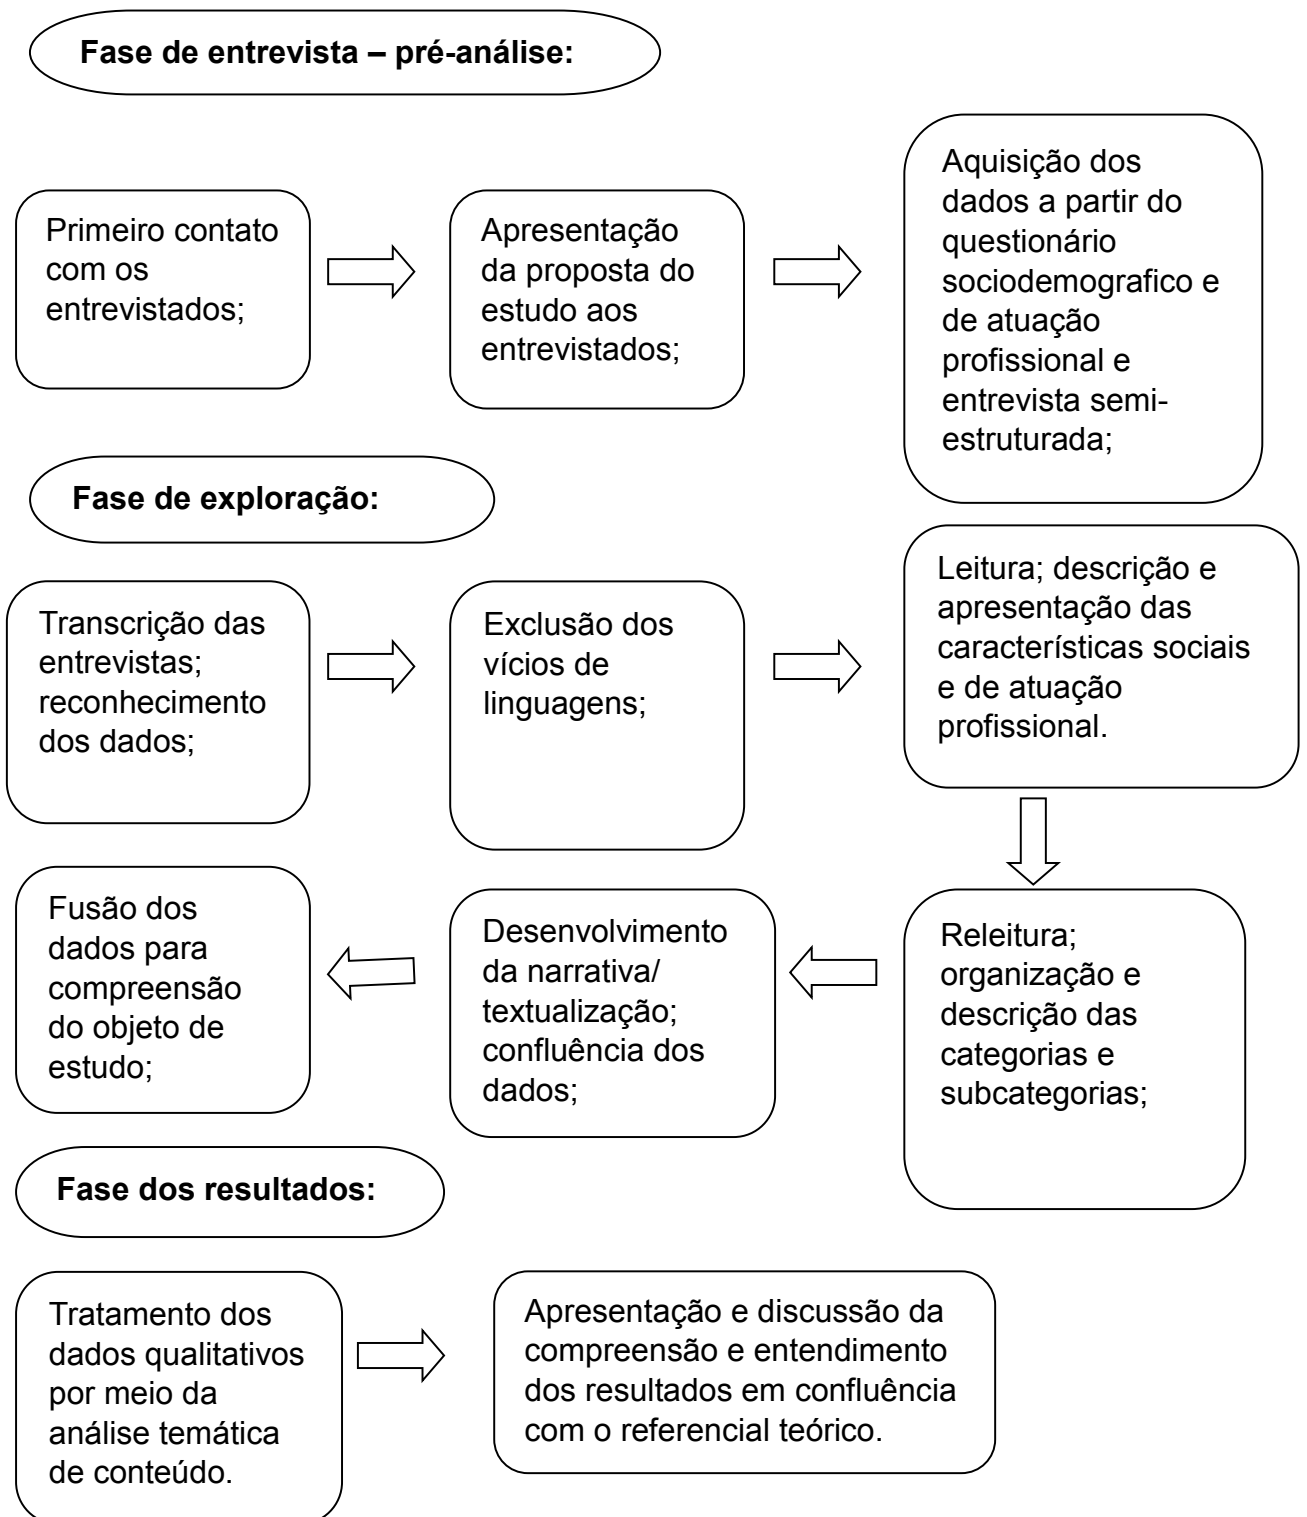 Fase de entrevista – pré-análise:
Primeiro contato
com os
entrevistados;
Apresentação
da proposta do
estudo aos
entrevistados;
Aquisição dos
dados a partir do
questionário
sociodemografico e
de atuação
profissional e
entrevista semi-
estruturada;
Fase de exploração:
Transcrição das
entrevistas;
reconhecimento
dos dados;
Exclusão dos
vícios de
linguagens;
Leitura; descrição e
apresentação das
características sociais
e de atuação
profissional.
Releitura;
organização e
descrição das
categorias e
subcategorias;
Desenvolvimento
da narrativa/
textualização;
confluência dos
dados;
Fusão dos
dados para
compreensão
do objeto de
estudo;
Fase dos resultados:
Tratamento dos
dados qualitativos
por meio da
análise temática
de conteúdo.
Apresentação e discussão da
compreensão e entendimento
dos resultados em confluência
com o referencial teórico.